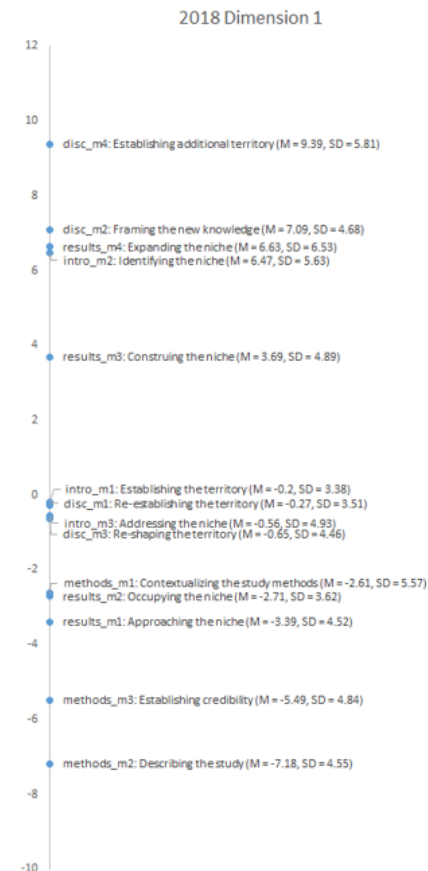 2018 Dimension 1
12
10
disc_m4: Establishing additional territory (M = 9.39, SD = 5.81)
8
disc_m2: Framing the new knowledge (M = 7.09, SD = 4.68)
results_m4: Expanding the niche (M = 6.63, SD = 6.53)
intro_m2: Identifying the niche (M = 6.47, SD = 5.63)
6
4
results_m3: Construing the niche (M = 3.69, SD = 4.89)
2
0
intro_m1: Establishing the territory (M = -0.2, SD = 3.38)
disc_m1: Re-establishing the territory (M = -0.27, SD = 3.51)
intro_m3: Addressing the niche (M = -0.56, SD = 4.93)
disc_m3: Re-shaping the territory (M = -0.65, SD = 4.46)
-2
methods_m1: Contextualizing the study methods (M = -2.61, SD = 5.57)
results_m2: Occupying the niche (M = -2.71, SD = 3.62)
results_m1: Approaching the niche (M = -3.39, SD = 4.52)
-4
methods_m3: Establishing credibility (M = -5.49, SD = 4.84)
-6
methods_m2: Describing the study (M = -7.18, SD = 4.55)
-8
-10